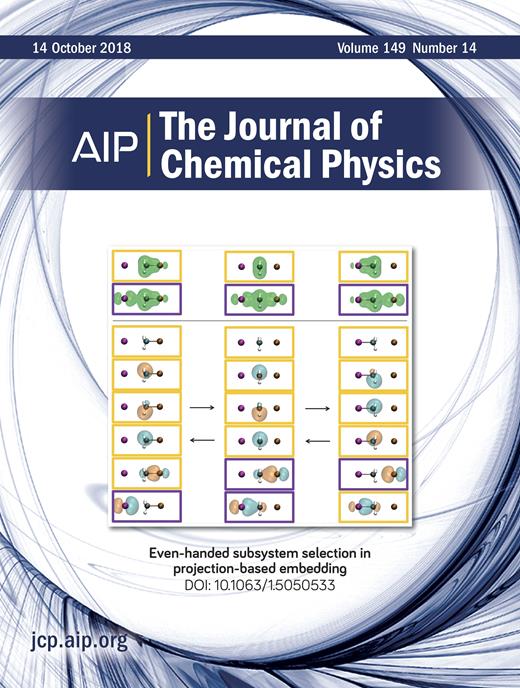 14 October 2018
Volume 149 Number 14
AIP
The Journal of
Chemical Physics
Even-handed subsystem selection in
projection-based embedding
DOI: 10.1063/1.5050533
jcp.aip.org